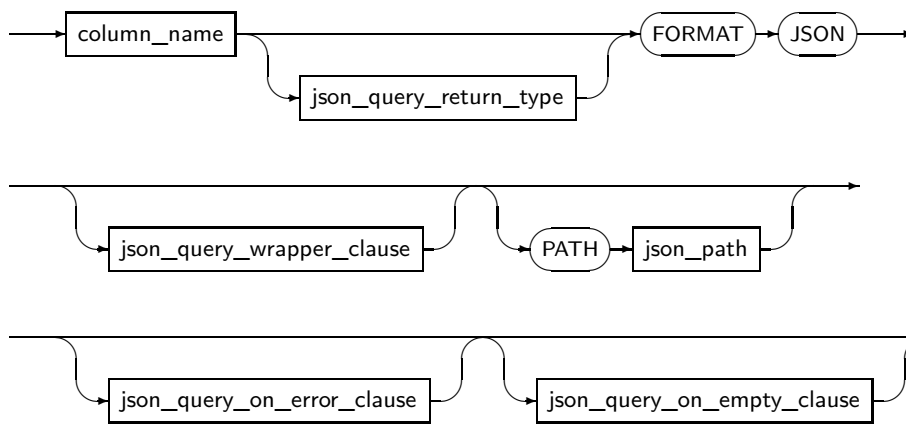 column_name FORMAT JSON
json_query_return_type
json_query_wrapper_clause PATH json_path
json_query_on_error_clause json_query_on_empty_clause